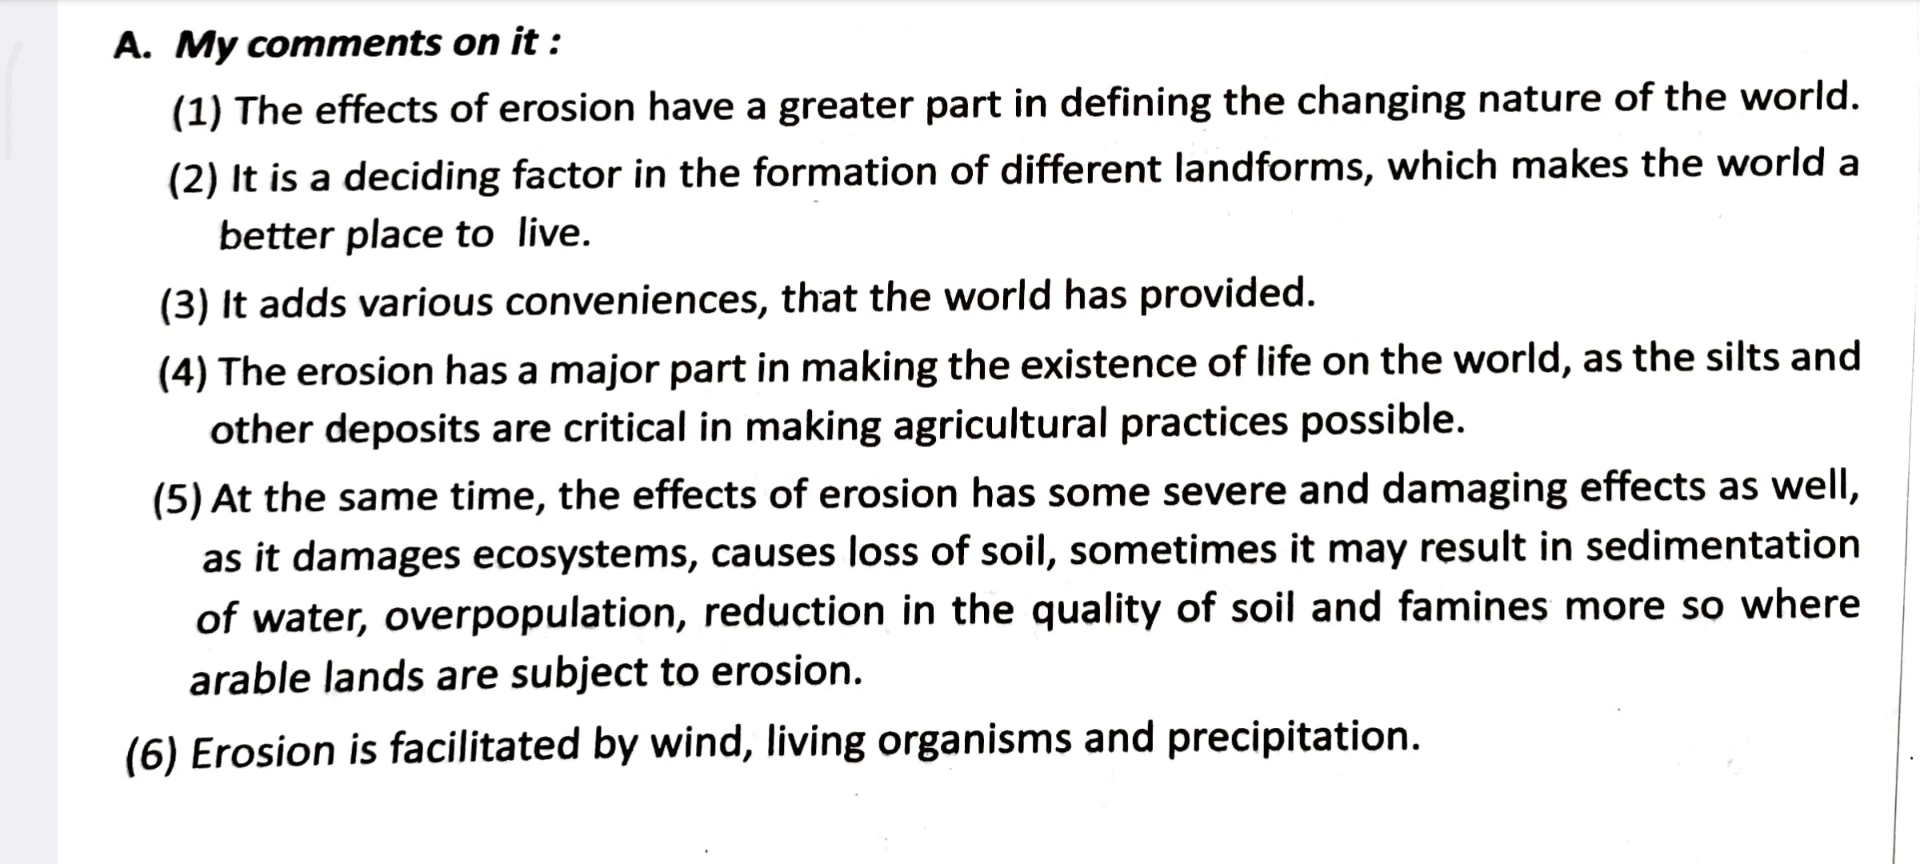 A. My comments on it :
(1) The effects of erosion have a greater part in defining the changing nature of the world.
(2) It is a deciding factor in the formation of different landforms, which makes the world a
better place to live.
(3) It adds various conveniences, that the world has provided.
(4) The erosion has a major part in making the existence of life on the world, as the silts and
other deposits are critical in making agricultural practices possible.
(5) At the same time, the effects of erosion has some severe and damaging effects as well,
as it damages ecosystems, causes loss of soil, sometimes it may result in sedimentation
of water, overpopulation, reduction in the quality of soil and famines more so where
arable lands are subject to erosion.
(6) Erosion is facilitated by wind, living organisms and precipitation.